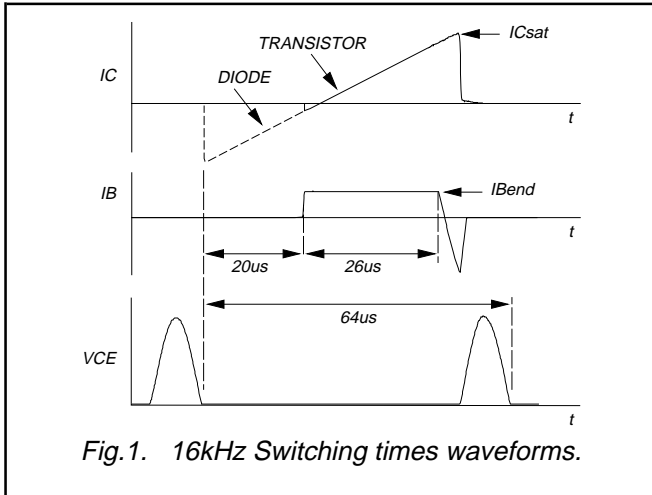 ICsat
TRANSISTOR
IC
DIODE
t
IB
IBend
t
20us
26us
64us
VCE
t
Fig.1. 16kHz Switching times waveforms.